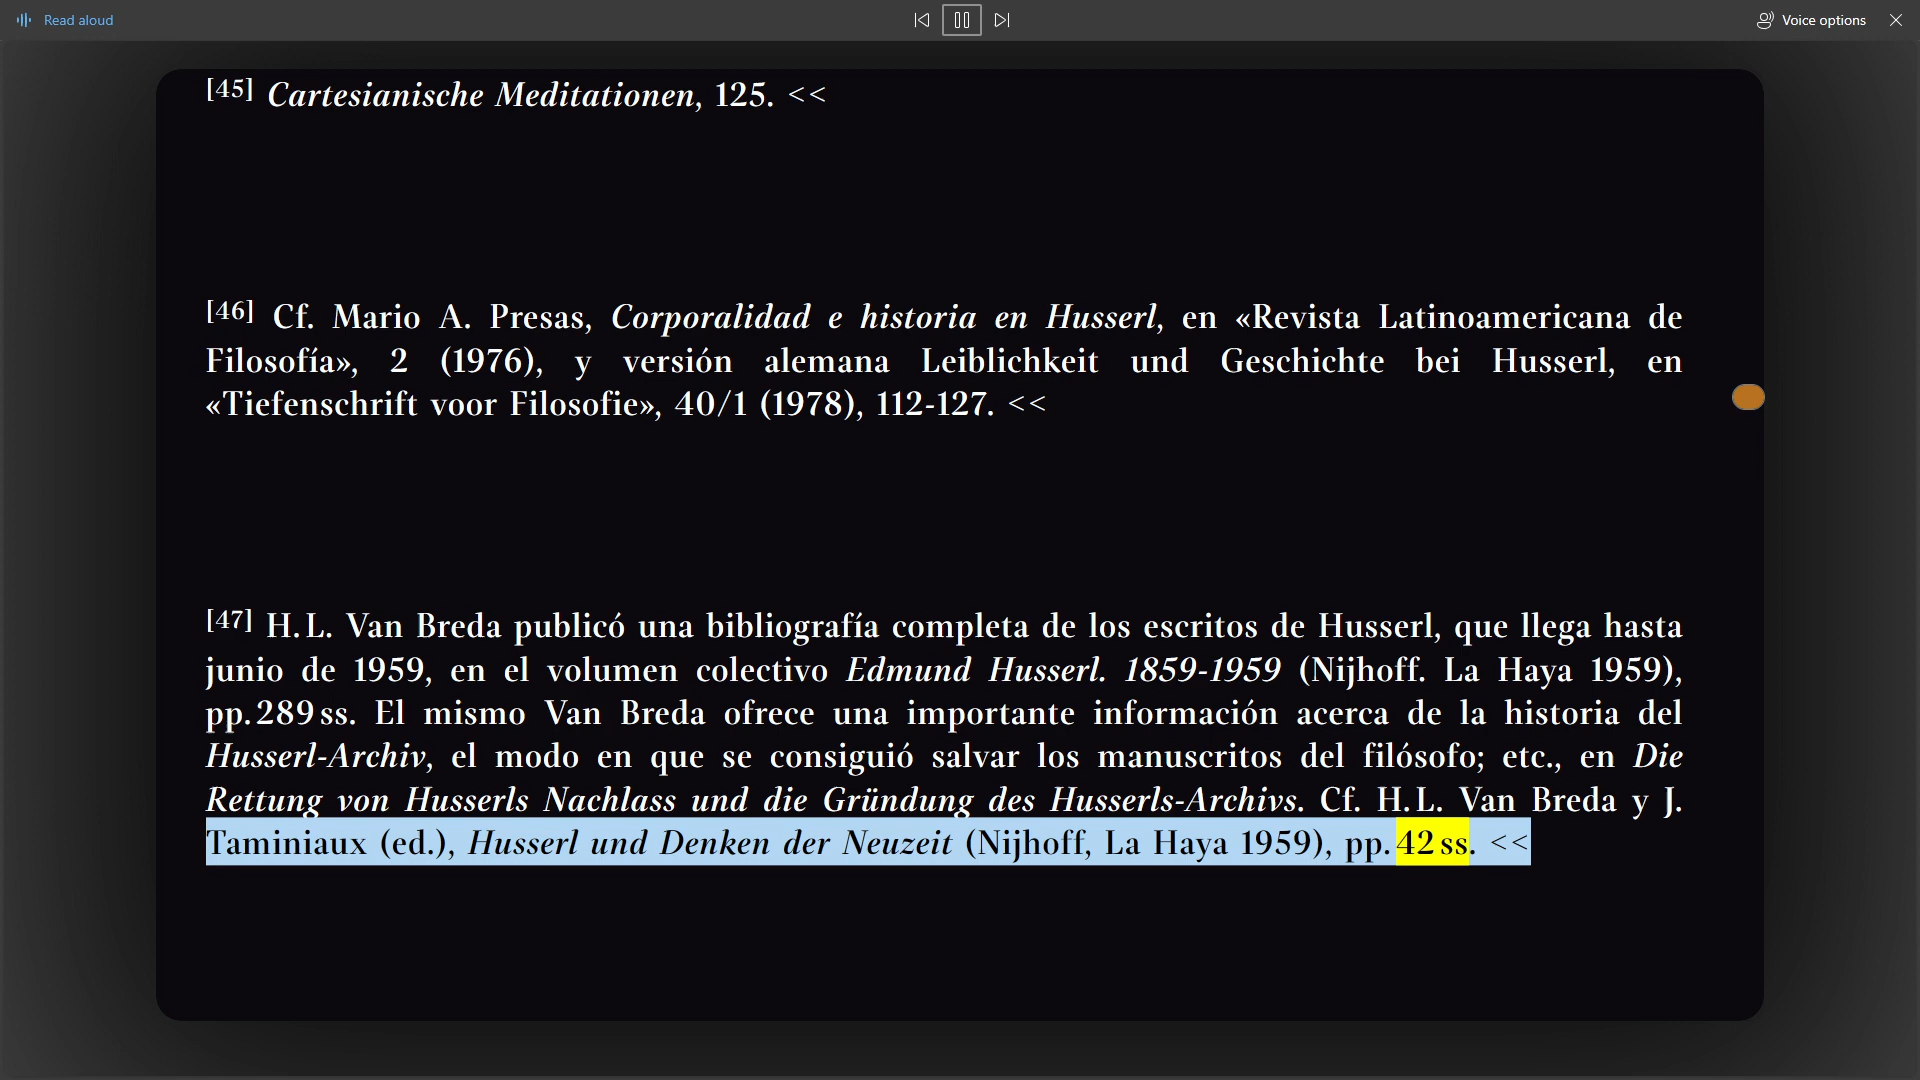 Read aloud
Voice options
[45] Cartesianische Meditationen, 125. <<
[46] Cf. Mario A. Presas, Corporalidad e historia en Husserl, en «Revista Latinoamericana de
Filosofía», 2 (1976), y versión alemana Leiblichkeit und Geschichte bei Husserl, en
«Tiefenschrift voor Filosofie», 40/1 (1978), 112-127. <<
[47] H. L. Van Breda publicó una bibliografía completa de los escritos de Husserl, que llega hasta
junio de 1959, en el volumen colectivo Edmund Husserl. 1859-1959 (Nijhoff. La Haya 1959),
pp. 289 ss. El mismo Van Breda ofrece una importante información acerca de la historia del
Husserl-Archiv, el modo en que se consiguió salvar los manuscritos del filósofo; etc., en Die
Rettung von Husserls Nachlass und die Gründung des Husserls-Archivs. Cf. H. L. Van Breda y J.
Taminiaux (ed.), Husserl und Denken der Neuzeit (Nijhoff, La Haya 1959), pp. 42 ss. <<